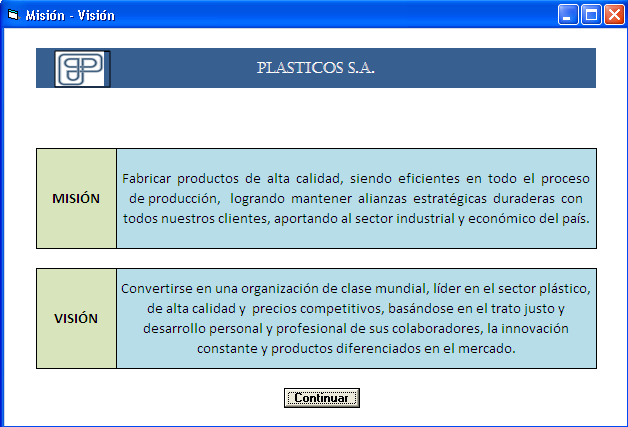 Misión - Visión
PLASTICOS S.A.
MISIÓN
Fabricar productos de alta calidad, siendo eficientes en todo el proceso
de producción, logrando mantener alianzas estratégicas duraderas con
todos nuestros clientes, aportando al sector industrial y económico del país.
VISIÓN
Convertirse en una organización de clase mundial, líder en el sector plástico,
de alta calidad y precios competitivos, basándose en el trato justo y
desarrollo personal y profesional de sus colaboradores, la innovación
constante y productos diferenciados en el mercado.
Continuar